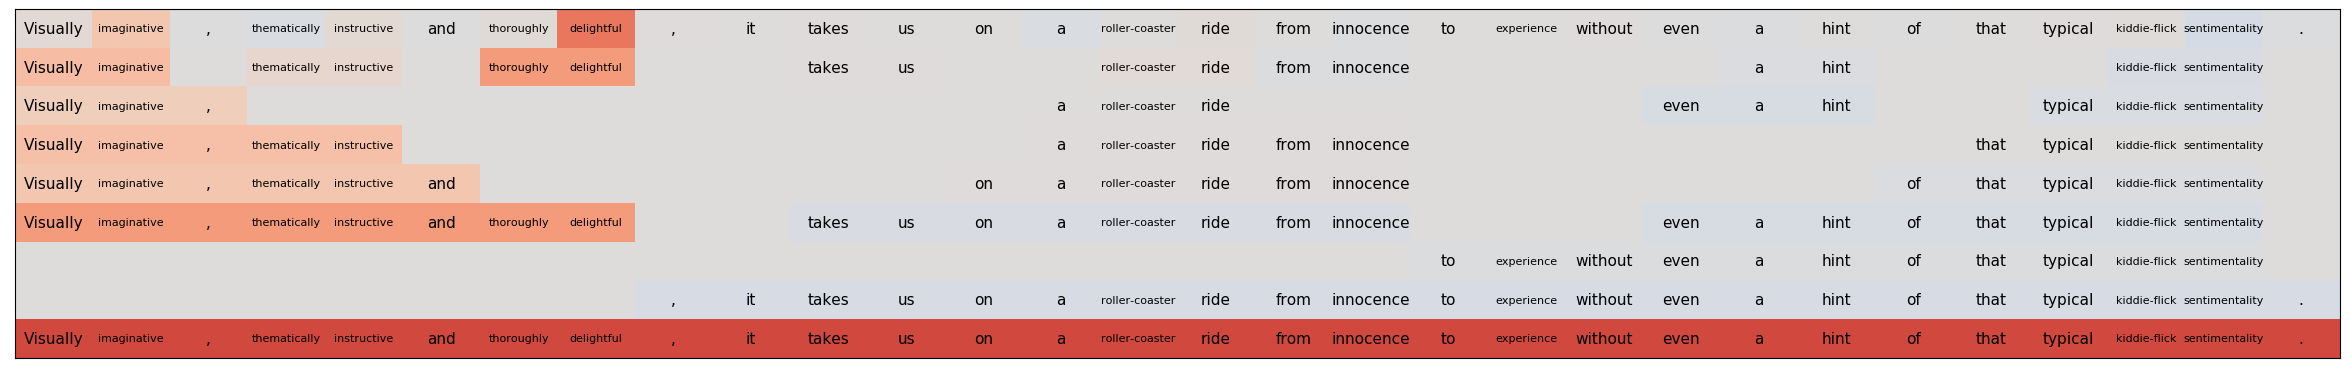 Visually imaginative , thematically instructive and thoroughly delightful , it takes us on a roller-coaster ride from innocence to experience without even a hint of that typical kiddie-flick sentimentality .
Visually imaginative thematically instructive thoroughly delightful takes us roller-coaster ride from innocence a hint kiddie-flick sentimentality
Visually imaginative , a roller-coaster ride even a hint typical kiddie-flick sentimentality
Visually imaginative , thematically instructive a roller-coaster ride from innocence that typical kiddie-flick sentimentality
Visually imaginative , thematically instructive and on a roller-coaster ride from innocence of that typical kiddie-flick sentimentality
Visually imaginative , thematically instructive and thoroughly delightful takes us on a roller-coaster ride from innocence even a hint of that typical kiddie-flick sentimentality
to experience without even a hint of that typical kiddie-flick sentimentality
, it takes us on a roller-coaster ride from innocence to experience without even a hint of that typical kiddie-flick sentimentality .
Visually imaginative , thematically instructive and thoroughly delightful , it takes us on a roller-coaster ride from innocence to experience without even a hint of that typical kiddie-flick sentimentality .